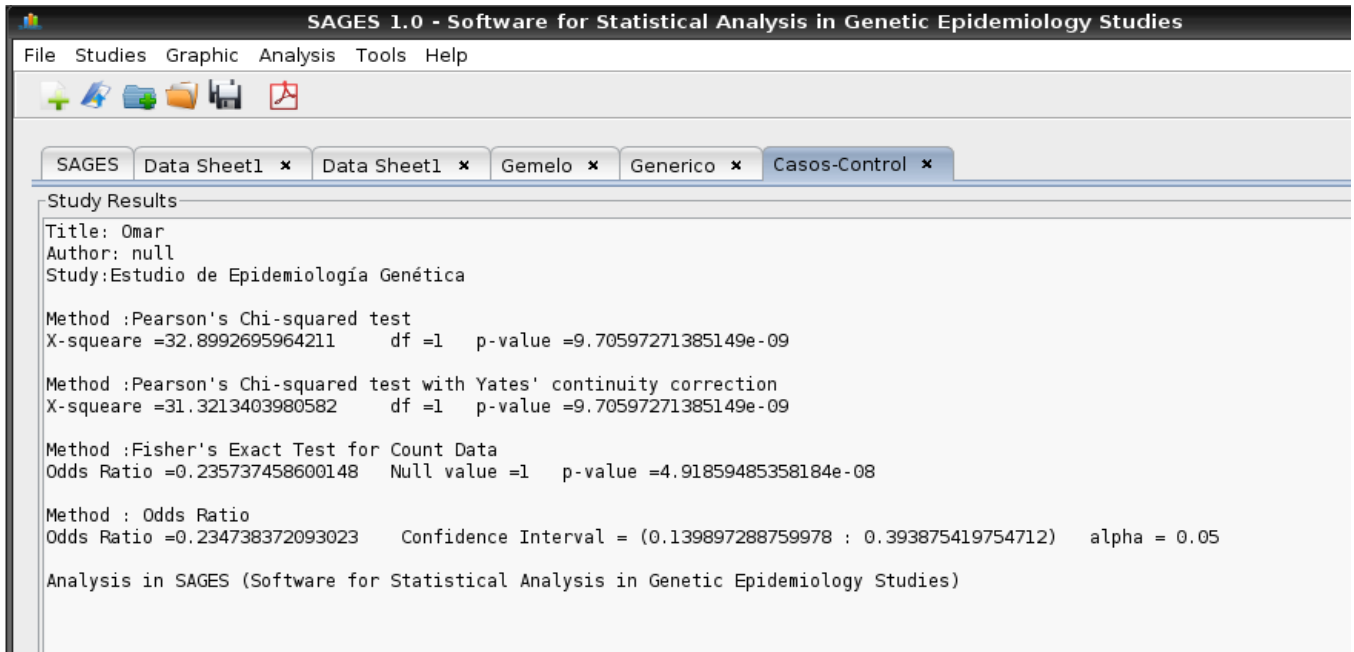 SAGES 1.0 - Software for Statistical Analysis in Genetic Epidemiology Studies
File Studies Graphic Analysis Tools Help
SAGES Data Sheet1 × Data Sheet1 × Gemelo × Generico × Casos-Control ×
Study Results
Title: Omar
Author: null
Study:Estudio de Epidemiología Genética
Method :Pearson's Chi-squared test
X-squeare =32.8992695964211 df =1 p-value =9.70597271385149e-09
Method :Pearson's Chi-squared test with Yates' continuity correction
X-squeare =31.3213403980582 df =1 p-value =9.70597271385149e-09
Method :Fisher's Exact Test for Count Data
Odds Ratio =0.235737458600148 Null value =1 p-value =4.91859485358184e-08
Method : Odds Ratio
Odds Ratio =0.234738372093023 Confidence Interval = (0.139897288759978 : 0.393875419754712) alpha = 0.05
Analysis in SAGES (Software for Statistical Analysis in Genetic Epidemiology Studies)